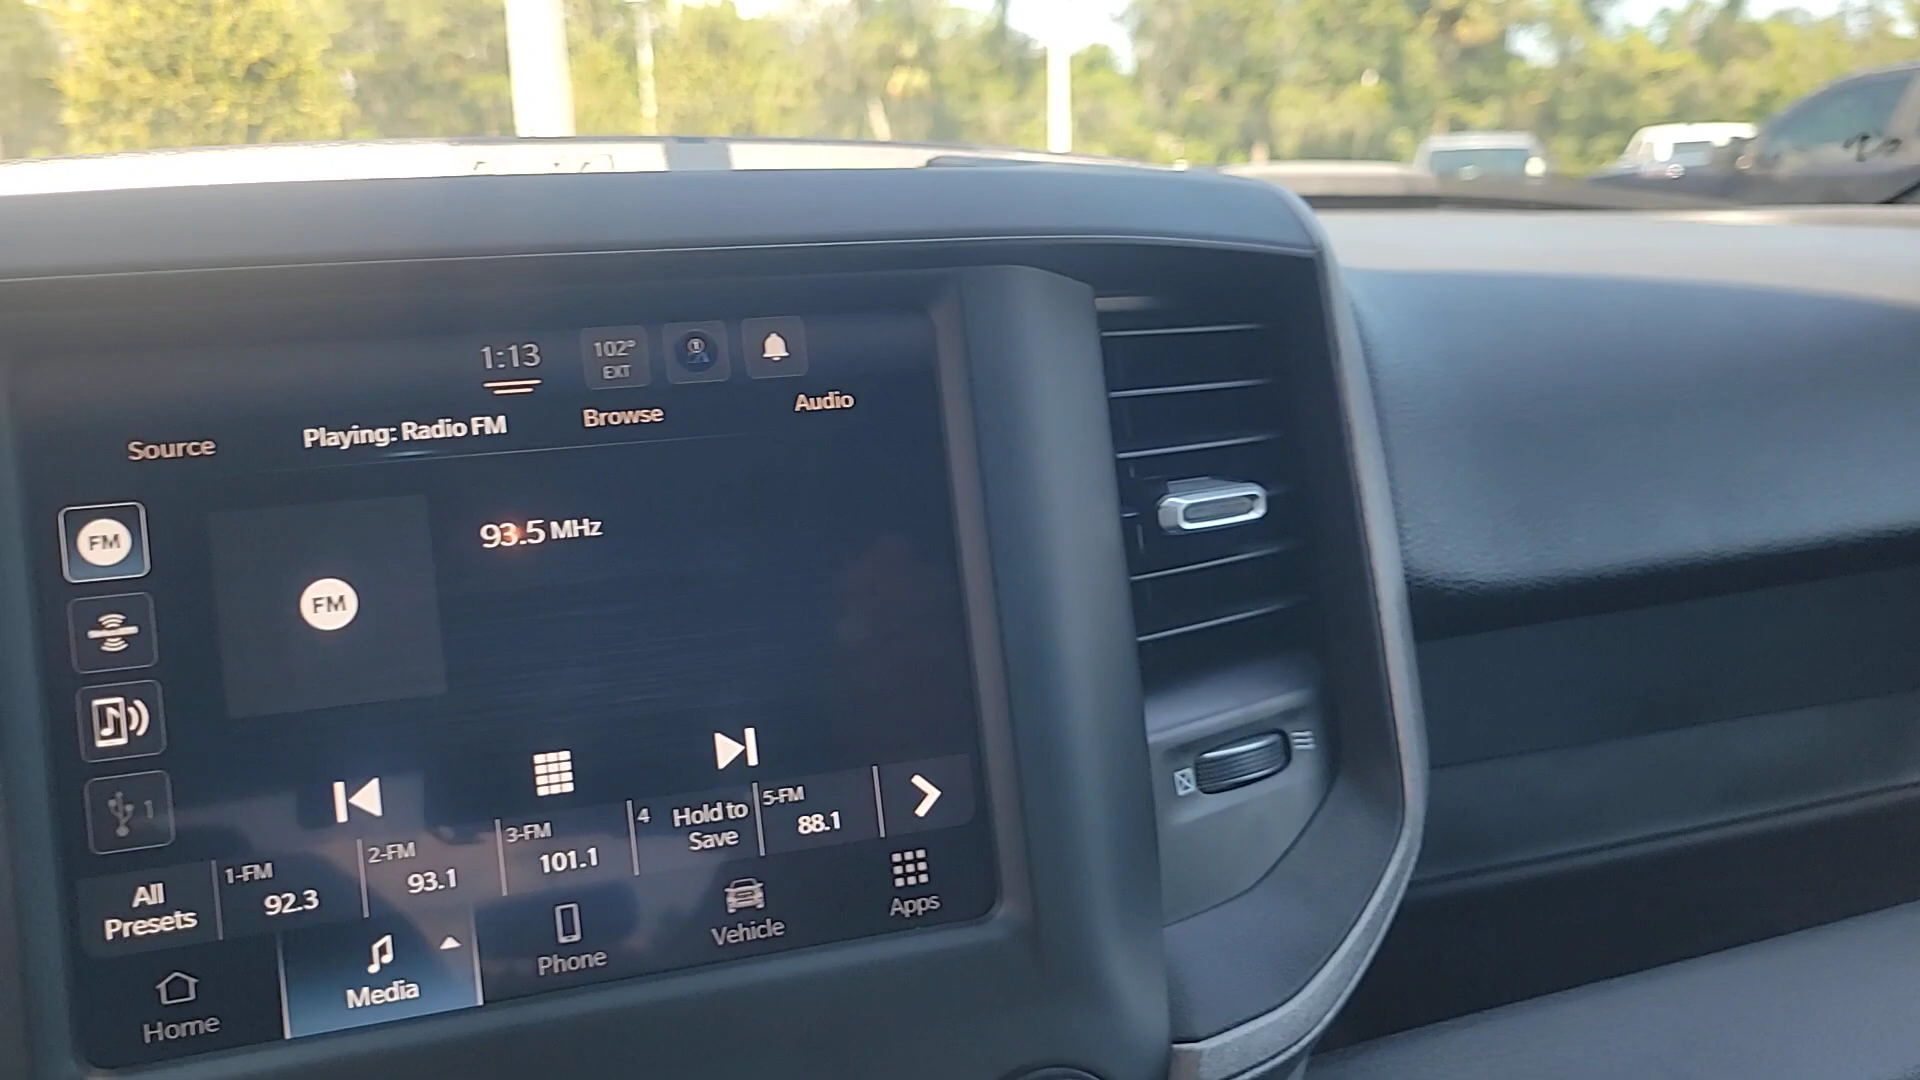 1:13
102°
EXT
Source
Playing: Radio FM
Browse
Audio
FM
93.5 MHz
FM
1
All
Presets
1-FM
92.3
2-FM
93.1
3-FM
101.1
4
Hold to
Save
5-FM
88.1
Home
Media
Phone
Vehicle
Apps